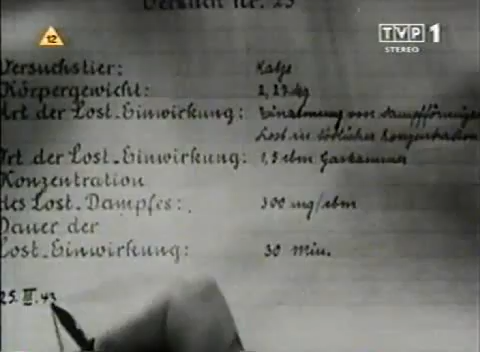 Versuch Nr. 25
12
TVP 1
STEREO
Versuchstier: Katze
Körpergewicht: 2,27 kg
Art der Lost-Einwirkung: Einatmung von dampfförmigem
Lost in tödlicher Konzentration
Art der Lost-Einwirkung: 1,5 cbm Gaskammer
Konzentration
des Lost-Dampfes: 300 mg/cbm
Dauer der
Lost-Einwirkung: 30 Min.
25. III. 43